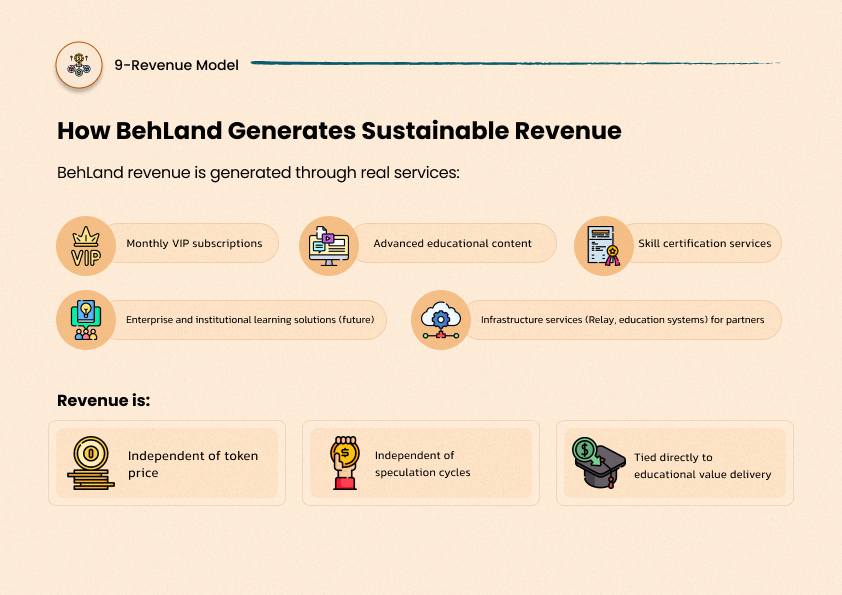 9-Revenue Model
How BehLand Generates Sustainable Revenue
BehLand revenue is generated through real services:
VIP
Monthly VIP subscriptions
Advanced educational content
Skill certification services
Enterprise and institutional learning solutions (future)
Infrastructure services (Relay, education systems) for partners
Revenue is:
Independent of token
price
Independent of
speculation cycles
Tied directly to
educational value delivery